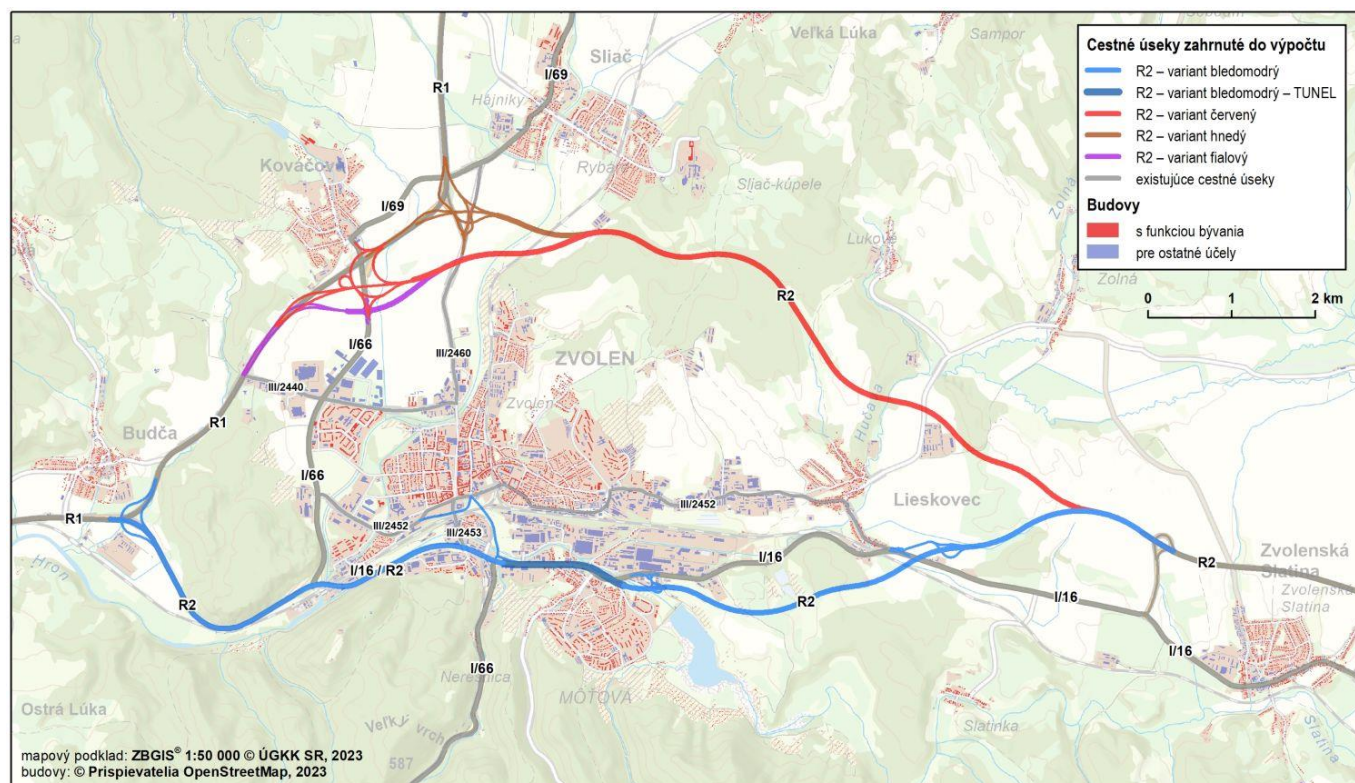 Cestné úseky zahrnuté do výpočtu
R2 – variant bledomodrý
R2 – variant bledomodrý – TUNEL
R2 – variant červený
R2 – variant hnedý
R2 – variant fialový
existujúce cestné úseky
Budovy
s funkciou bývania
pre ostatné účely
0 1 2 km
Veľká Lúka
Sampor
Sliač
I/69
R1
Hájniky
Rybáre
Sliač-kúpele
Kováčová
I/69
Lukové
Zolná
Zolná
R2
I/66
III/2460
ZVOLEN
III/2440
Zvolen
Hučava
R1
Budča
I/66
III/2452
Lieskovec
III/2452
III/2453
R1
Hron
I/16 / R2
I/16
R2
Zvolenská
Slatina
Zvolenská
Slatina
R2
R2
I/16
I/16
I/66
Neresnica
MÔŤOVÁ
Slatinka
Slatina
Ostrá Lúka
Veľký vrch
587
mapový podklad: ZBGIS® 1:50 000 © ÚGKK SR, 2023
budovy: © Prispievatelia OpenStreetMap, 2023